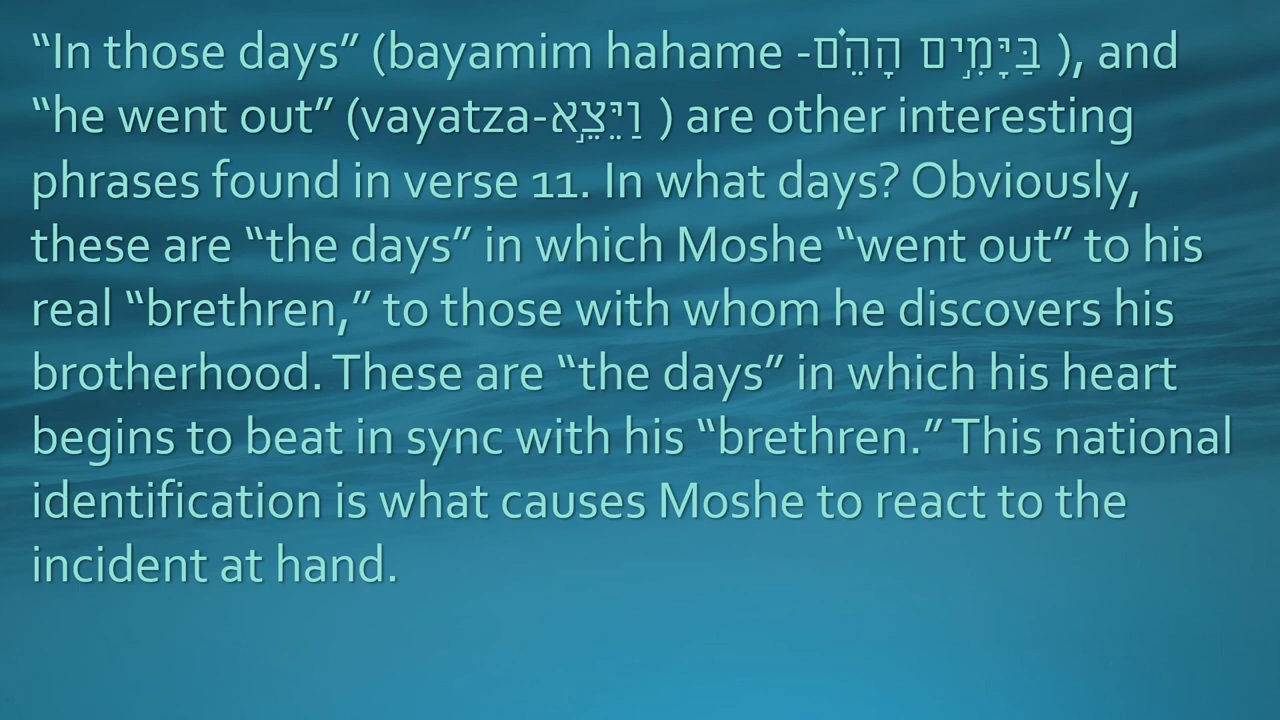 “In those days” (bayamim hahame -בַּיָּמִ֣ים הָהֵ֗ם ), and
“he went out” (vayatza-וַיֵּצֵ֣א ) are other interesting
phrases found in verse 11. In what days? Obviously,
these are “the days” in which Moshe “went out” to his
real “brethren,” to those with whom he discovers his
brotherhood. These are “the days” in which his heart
begins to beat in sync with his “brethren.” This national
identification is what causes Moshe to react to the
incident at hand.